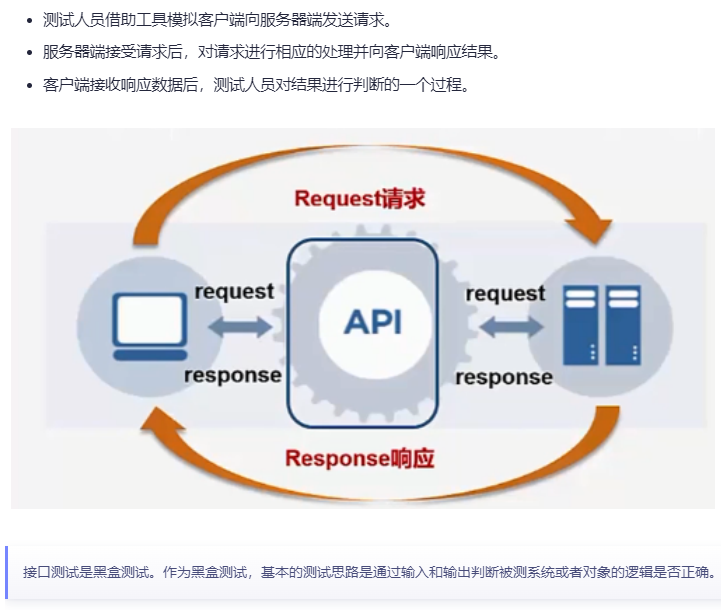 测试人员借助工具模拟客户端向服务器端发送请求。
服务器端接受请求后，对请求进行相应的处理并向客户端响应结果。
客户端接收响应数据后，测试人员对结果进行判断的一个过程。
Request请求
request
request
API
response
response
Response响应
接口测试是黑盒测试。作为黑盒测试，基本的测试思路是通过输入和输出判断被测系统或者对象的逻辑是否正确。